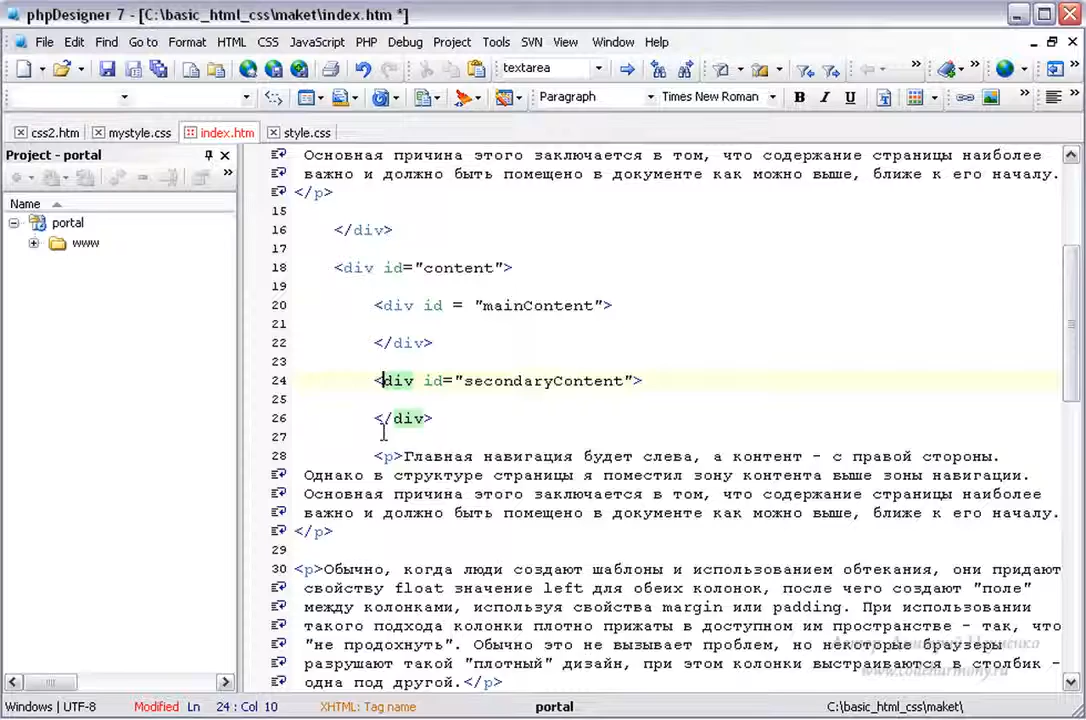 phpDesigner 7 - [C:\basic_html_css\maket\index.htm *]
File Edit Find Go to Format HTML CSS JavaScript PHP Debug Project Tools SVN View Window Help
textarea
Paragraph Times New Roman B I U
css2.htm mystyle.css index.htm style.css
Project - portal
Name
portal
www
Основная причина этого заключается в том, что содержание страницы наиболее
важно и должно быть помещено в документе как можно выше, ближе к его началу.
</p>
15
16 </div>
17
18 <div id="content">
19
20 <div id = "mainContent">
21
22 </div>
23
24 <div id="secondaryContent">
25
26 </div>
27
28 <p>Главная навигация будет слева, а контент - с правой стороны.
Однако в структуре страницы я поместил зону контента выше зоны навигации.
Основная причина этого заключается в том, что содержание страницы наиболее
важно и должно быть помещено в документе как можно выше, ближе к его началу.
</p>
29
30 <p>Обычно, когда люди создают шаблоны и использованием обтекания, они придают
свойству float значение left для обеих колонок, после чего создают "поле"
между колонками, используя свойства margin или padding. При использовании
такого подхода колонки плотно прижаты в доступном им пространстве - так, что
"не продохнуть". Обычно это не вызывает проблем, но некоторые браузеры
разрушают такой "плотный" дизайн, при этом колонки выстраиваются в столбик -
одна под другой.</p>
Windows | UTF-8 Modified Ln 24 : Col 10 XHTML: Tag name portal C:\basic_html_css\maket\